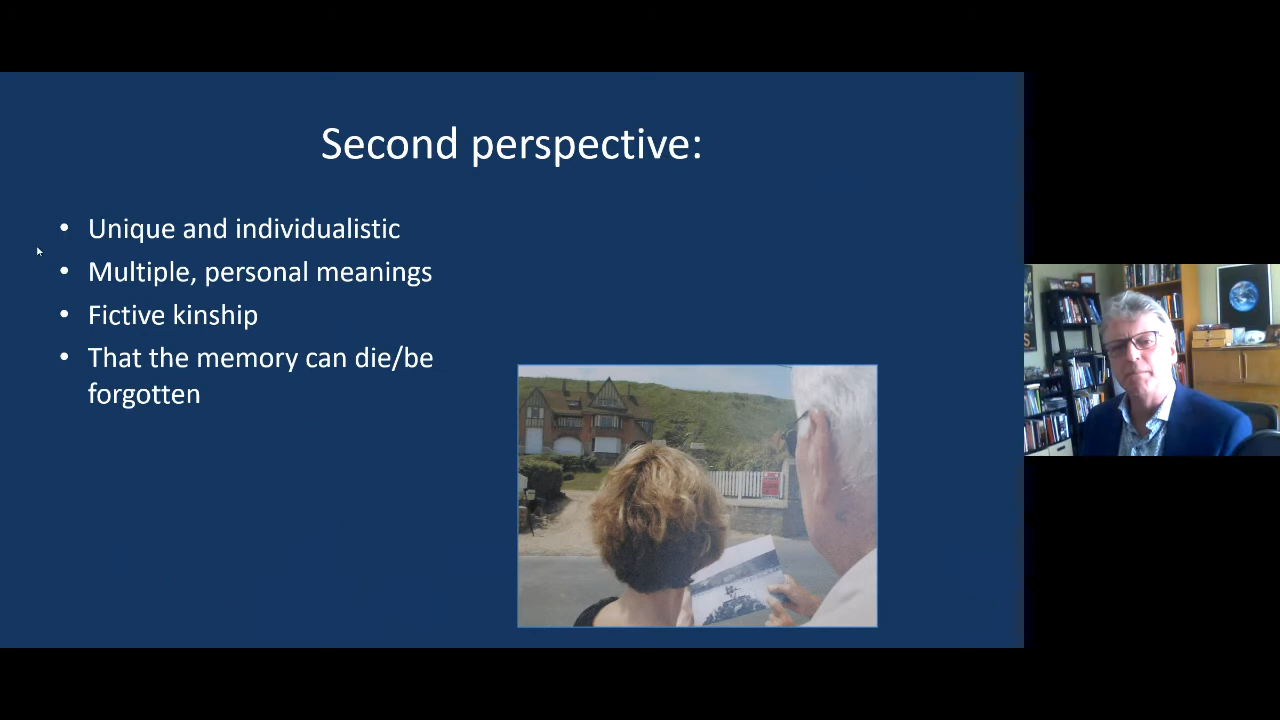 Second perspective:
• Unique and individualistic
• Multiple, personal meanings
• Fictive kinship
• That the memory can die/be
forgotten